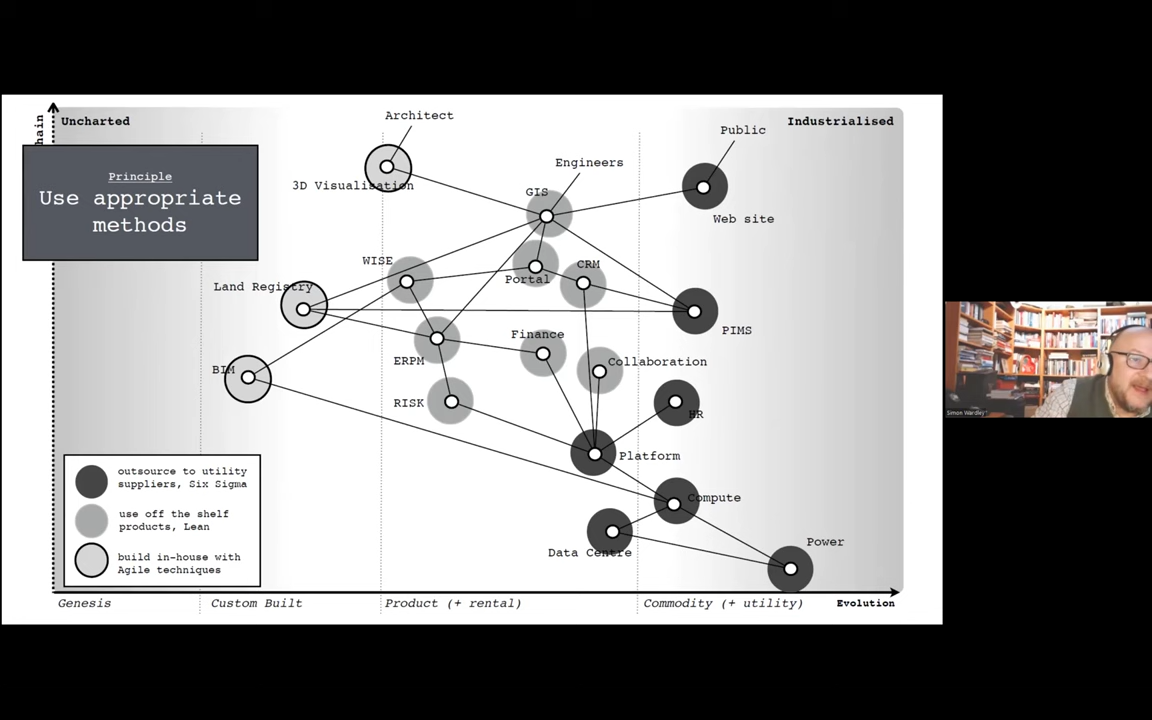 Architect
Uncharted
Public
Industrialised
hain
Engineers
Principle
Use appropriate
methods
3D Visualisation
GIS
Web site
WISE
CRM
Portal
Land Registry
PIMS
Finance
ERPM
Collaboration
BIM
RISK
HR
Platform
outsource to utility
suppliers, Six Sigma
Compute
use off the shelf
products, Lean
Power
Data Centre
build in-house with
Agile techniques
Genesis
Custom Built
Product (+ rental)
Commodity (+ utility)
Evolution
Simon Wardley